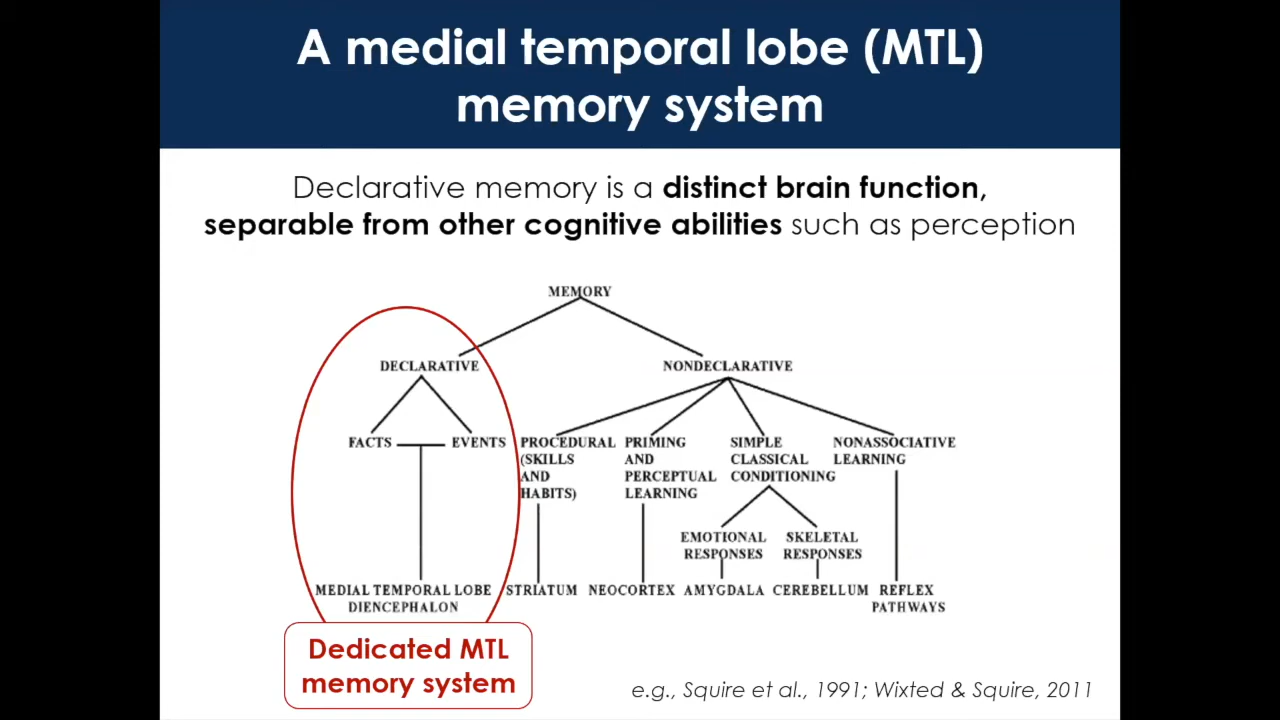 A medial temporal lobe (MTL)
memory system
Declarative memory is a distinct brain function,
separable from other cognitive abilities such as perception
MEMORY
DECLARATIVE
NONDECLARATIVE
FACTS
EVENTS
PROCEDURAL
(SKILLS
AND
HABITS)
PRIMING
AND
PERCEPTUAL
LEARNING
SIMPLE
CLASSICAL
CONDITIONING
NONASSOCIATIVE
LEARNING
EMOTIONAL
RESPONSES
SKELETAL
RESPONSES
MEDIAL TEMPORAL LOBE
DIENCEPHALON
STRIATUM
NEOCORTEX
AMYGDALA
CEREBELLUM
REFLEX
PATHWAYS
Dedicated MTL
memory system
e.g., Squire et al., 1991; Wixted & Squire, 2011